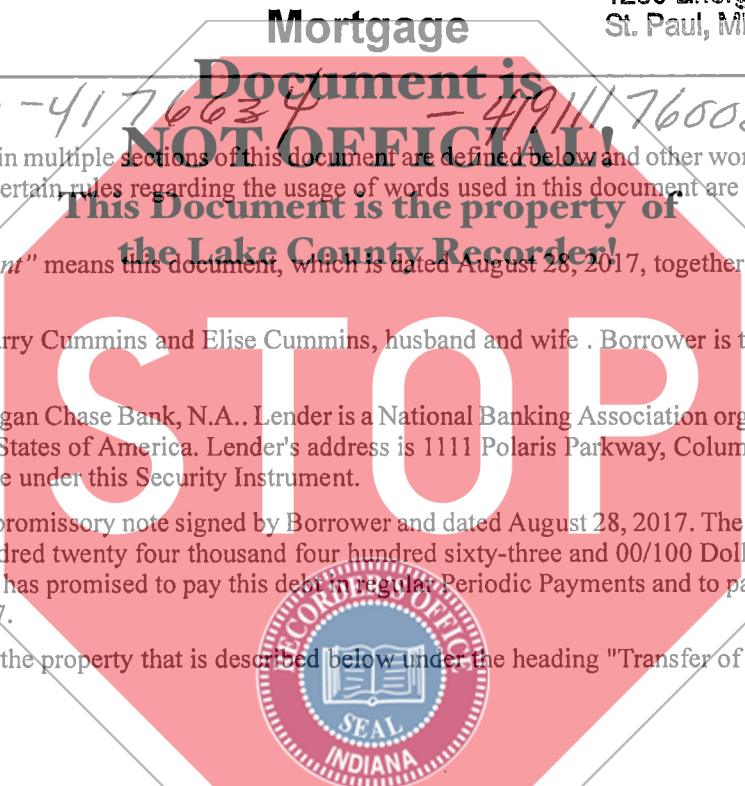 Mortgage
St. Paul, M
-4176634 -491117600
Document is
NOT OFFICIAL!
in multiple sections of this document are defined below and other wor
ertain rules regarding the usage of words used in this document are
This Document is the property of
the Lake County Recorder!
nt" means this document, which is dated August 28, 2017, together
rry Cummins and Elise Cummins, husband and wife . Borrower is t
STOP
gan Chase Bank, N.A.. Lender is a National Banking Association org
States of America. Lender's address is 1111 Polaris Parkway, Colum
e under this Security Instrument.
promissory note signed by Borrower and dated August 28, 2017. The
dred twenty four thousand four hundred sixty-three and 00/100 Doll
has promised to pay this debt in regular Periodic Payments and to pa
7.
the property that is described below under the heading "Transfer of
RECORDER'S OFFICE
SEAL
INDIANA